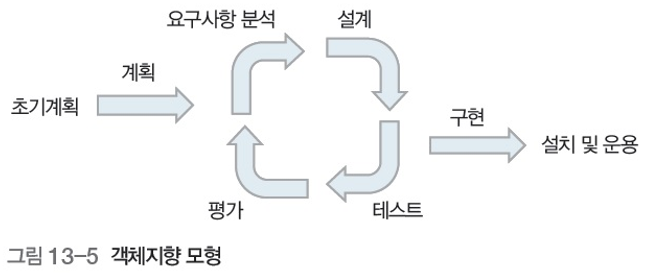 요구사항 분석
설계
계획
초기계획
구현
설치 및 운용
평가
테스트
그림 13-5 객체지향 모형